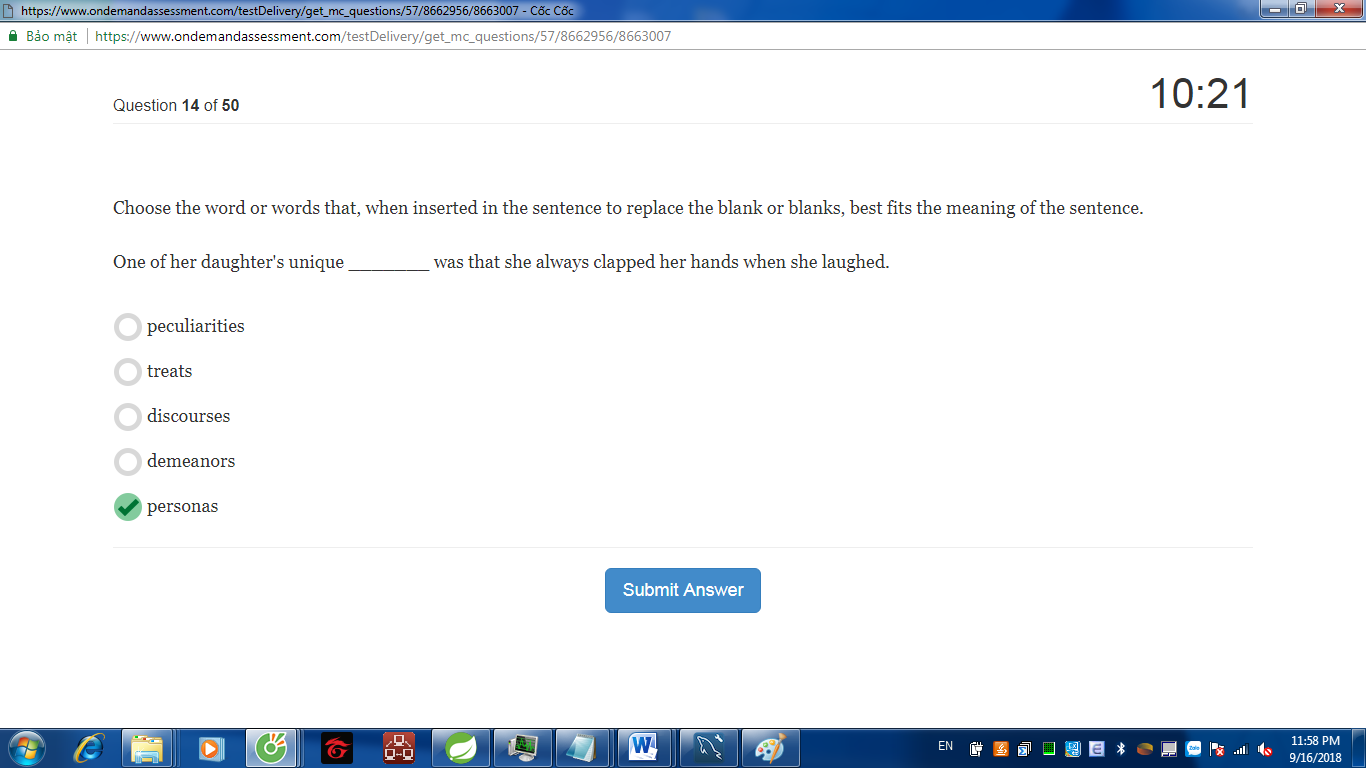 https://www.ondemandassessment.com/testDelivery/get_mc_questions/57/8662956/8663007 - Cốc Cốc
Bảo mật https://www.ondemandassessment.com/testDelivery/get_mc_questions/57/8662956/8663007
Question 14 of 50
10:21
Choose the word or words that, when inserted in the sentence to replace the blank or blanks, best fits the meaning of the sentence.
One of her daughter's unique _______ was that she always clapped her hands when she laughed.
peculiarities
treats
discourses
demeanors
personas
Submit Answer
EN
11:58 PM
9/16/2018